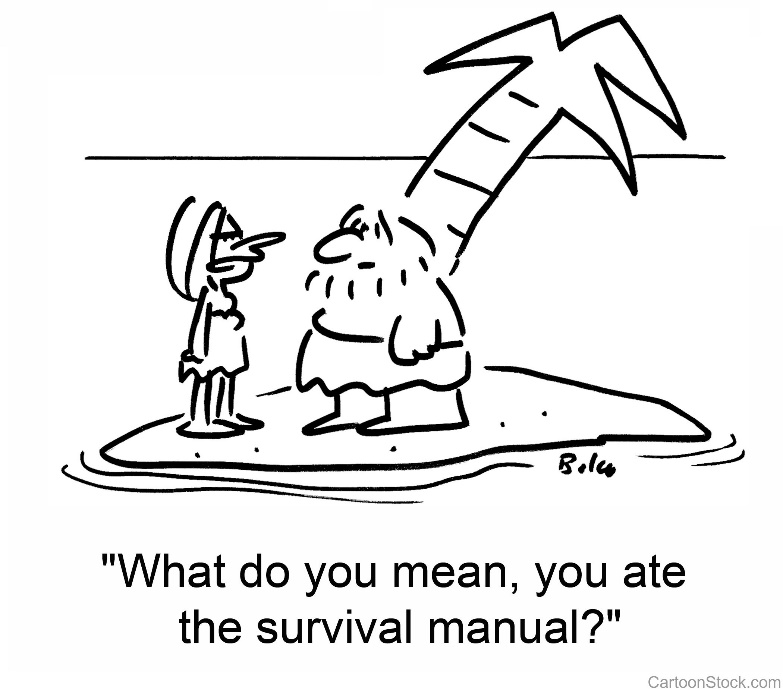 "What do you mean, you ate
the survival manual?"
CartoonStock.com